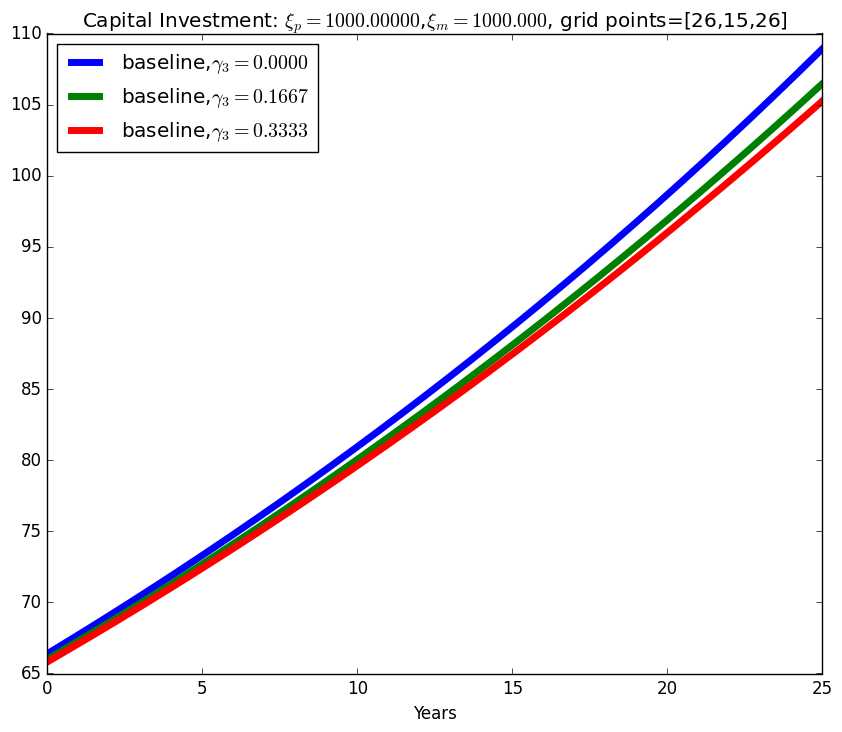 Capital Investment: ξp = 1000.00000,ξm = 1000.000, grid points=[26,15,26]
110
105
100
95
90
85
80
75
70
65
baseline,γ3 = 0.0000
baseline,γ3 = 0.1667
baseline,γ3 = 0.3333
0 5 10 15 20 25
Years